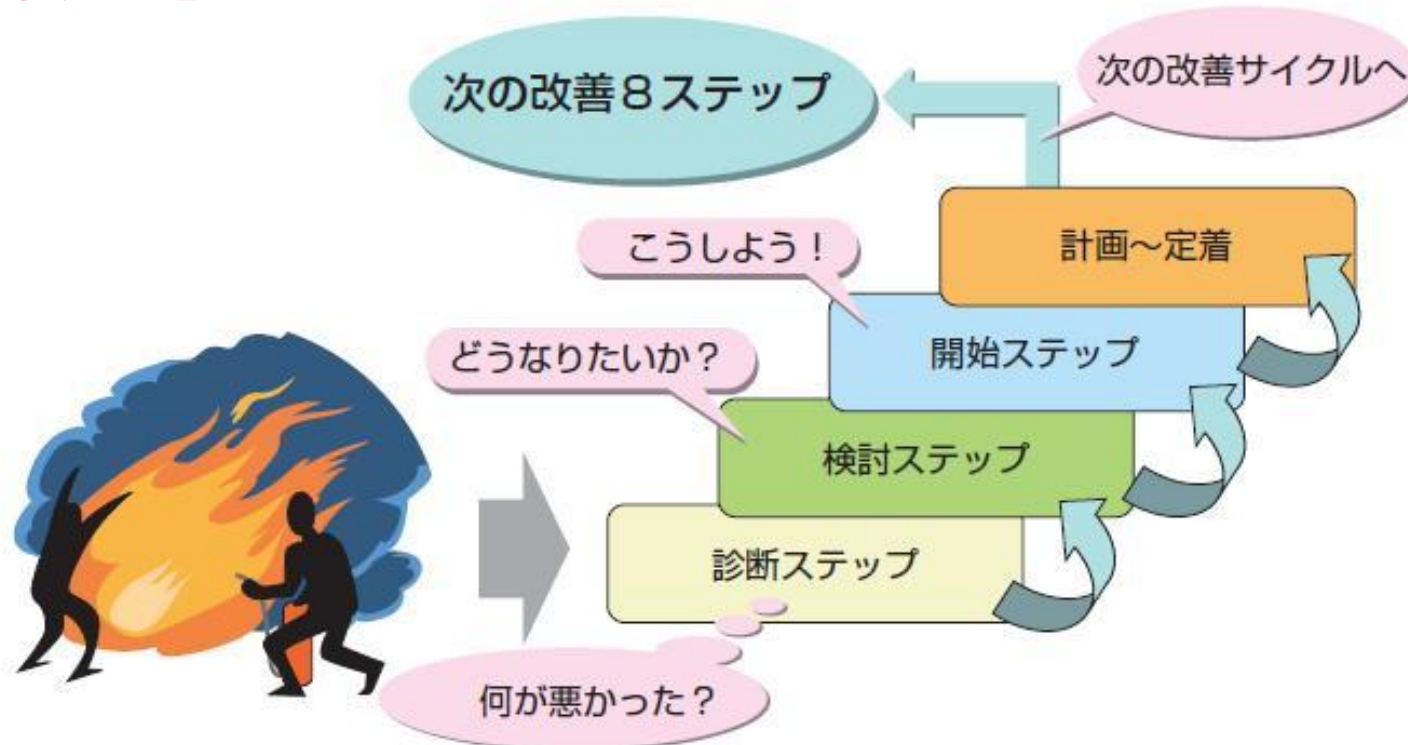 次の改善８ステップ
次の改善サイクルへ
計画～定着
こうしよう！
開始ステップ
どうなりたいか？
検討ステップ
診断ステップ
何が悪かった？